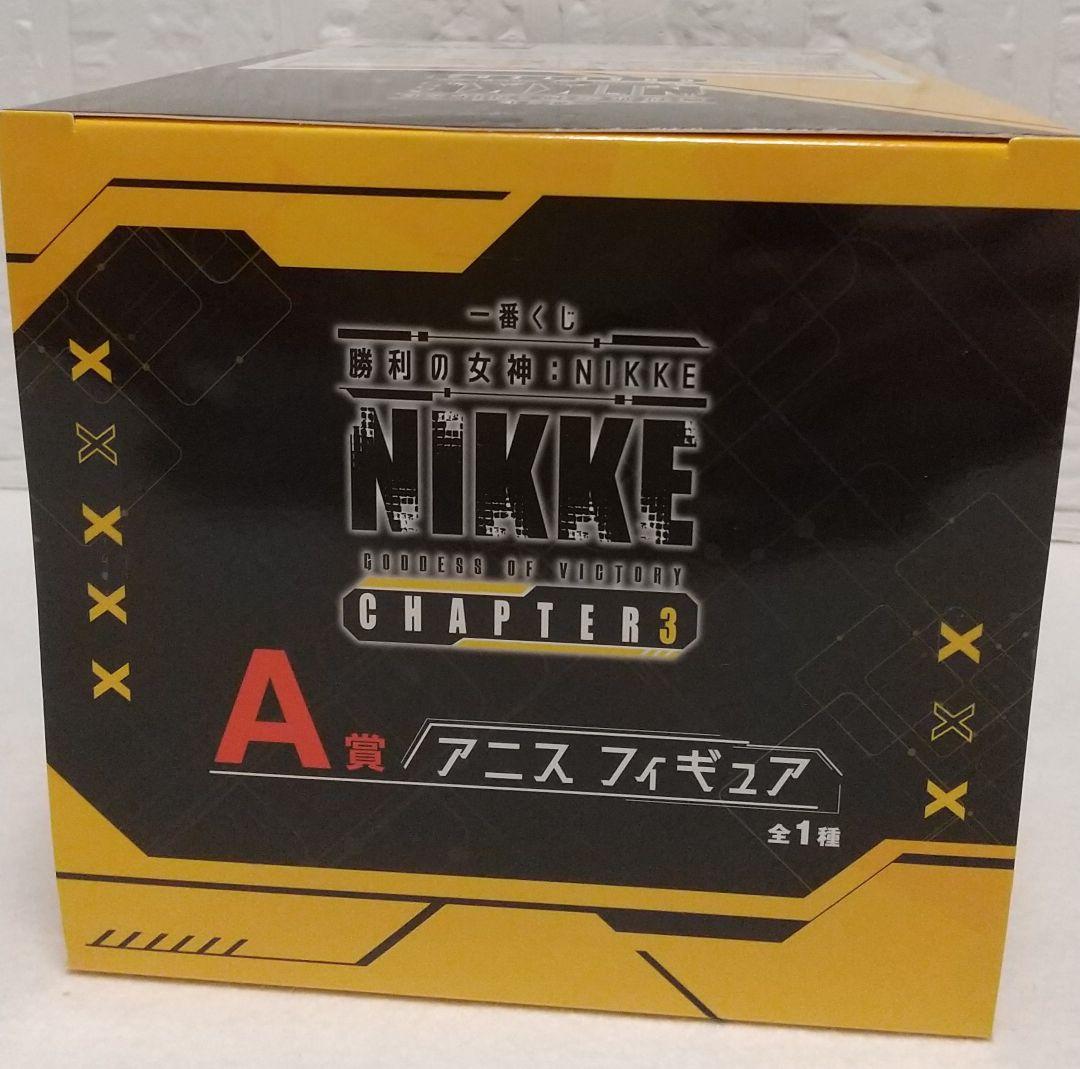 一番くじ
勝利の女神:NIKKE
NIKKE
GODDESS OF VICTORY
CHAPTER3
A賞 アニス フィギュア
全1種